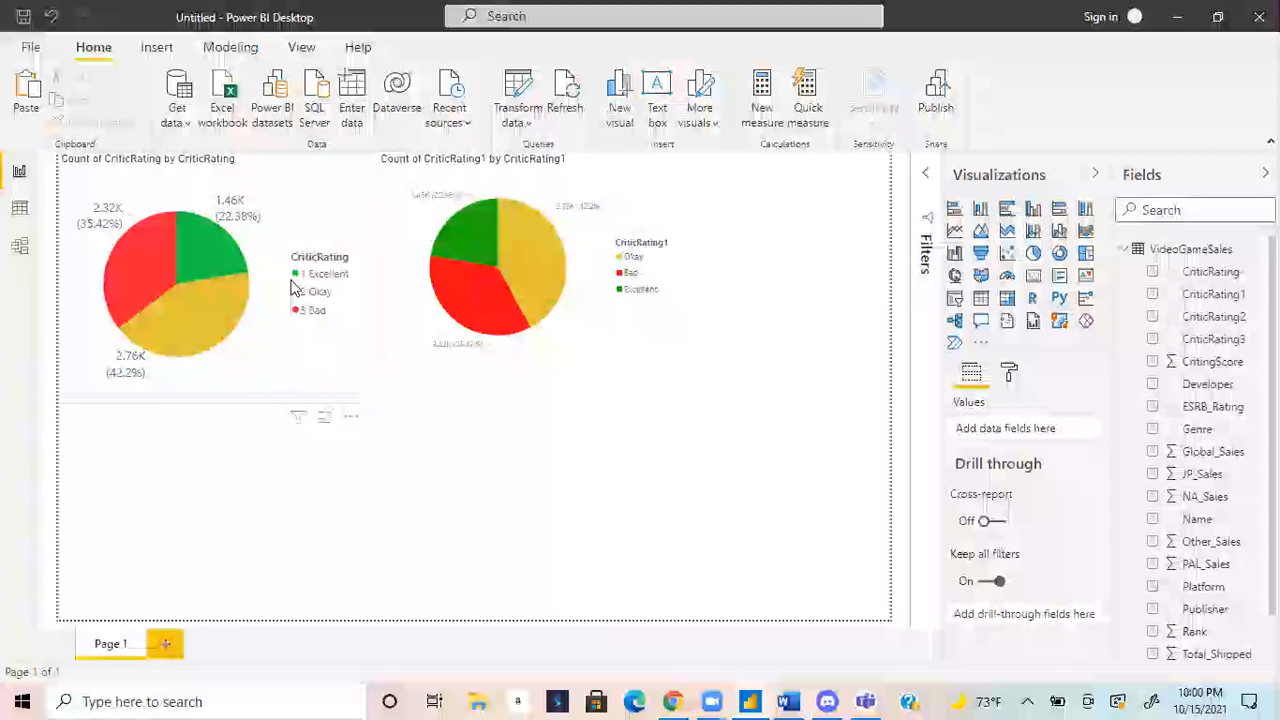 Untitled - Power BI Desktop
Search
Sign in
File
Home
Insert
Modeling
View
Help
Paste
Get data
Excel workbook
Power BI datasets
SQL Server
Enter data
Dataverse
Recent sources
Transform data
Refresh
New visual
Text box
More visuals
New measure
Quick measure
Sensitivity
Publish
Clipboard
Data
Queries
Insert
Calculations
Sensitivity
Share
Count of CriticRating by CriticRating
1.46K (22.38%)
2.32K (35.42%)
2.76K (42.2%)
CriticRating
1 Excellent
Okay
3 Bad
Count of CriticRating1 by CriticRating1
CriticRating1
Okay
Bad
Excellent
Filters
Visualizations
Values
Add data fields here
Drill through
Cross-report
Off
Keep all filters
On
Add drill-through fields here
Fields
Search
VideoGameSales
CriticRating
CriticRating1
CriticRating2
CriticRating3
Developer
ESRB_Rating
Genre
Global_Sales
JP_Sales
NA_Sales
Name
Other_Sales
PAL_Sales
Platform
Publisher
Rank
Total_Shipped
Page 1
Page 1 of 1
Type here to search
73°F
10:00 PM
10/15/2021